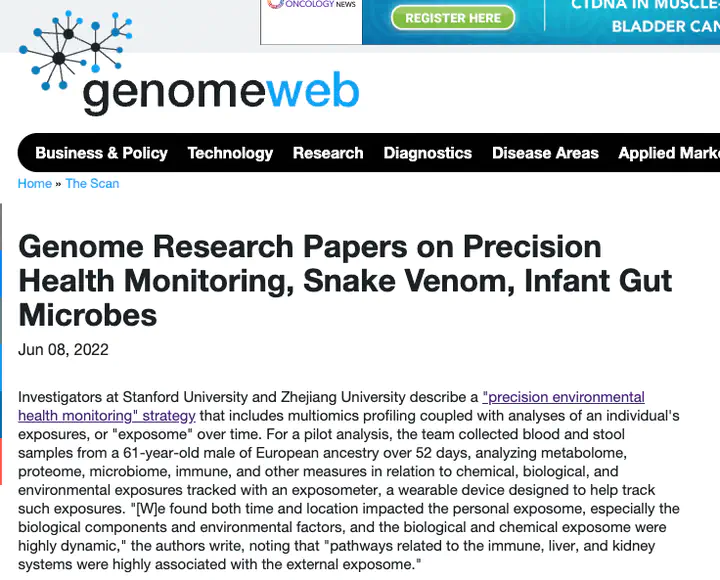 ONCOLOGY NEWS
REGISTER HERE
CTDNA IN MUSCLE-
BLADDER CAN
genomeweb
Business & Policy Technology Research Diagnostics Disease Areas Applied Marke
Home » The Scan
Genome Research Papers on Precision
Health Monitoring, Snake Venom, Infant Gut
Microbes
Jun 08, 2022
Investigators at Stanford University and Zhejiang University describe a "precision environmental
health monitoring" strategy that includes multiomics profiling coupled with analyses of an individual's
exposures, or "exposome" over time. For a pilot analysis, the team collected blood and stool
samples from a 61-year-old male of European ancestry over 52 days, analyzing metabolome,
proteome, microbiome, immune, and other measures in relation to chemical, biological, and
environmental exposures tracked with an exposometer, a wearable device designed to help track
such exposures. "[W]e found both time and location impacted the personal exposome, especially the
biological components and environmental factors, and the biological and chemical exposome were
highly dynamic," the authors write, noting that "pathways related to the immune, liver, and kidney
systems were highly associated with the external exposome."